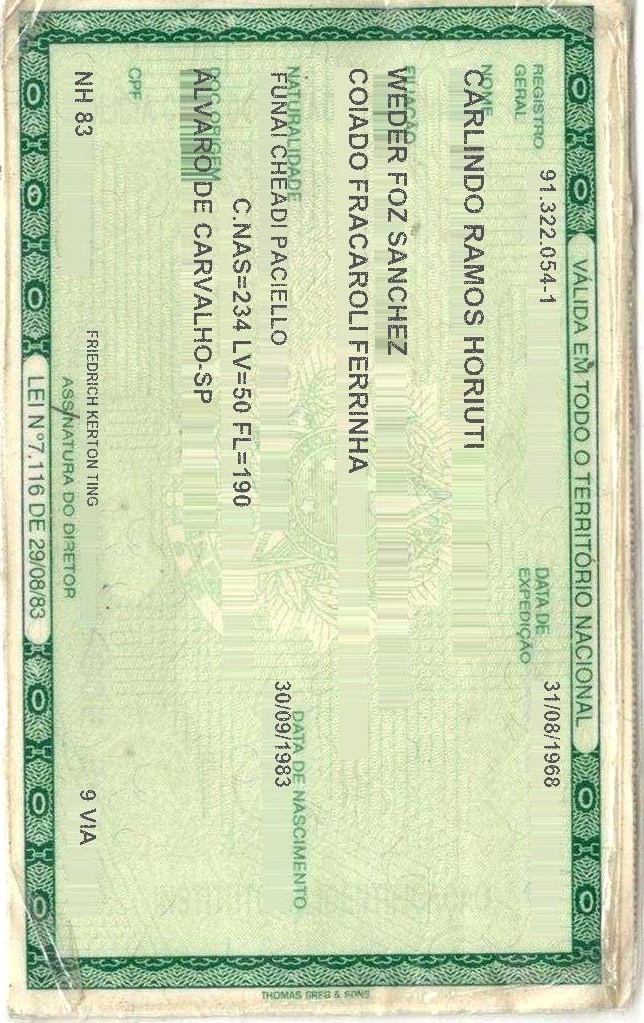 VÁLIDA EM TODO O TERRITÓRIO NACIONAL
REGISTRO GERAL 91.322.054-1 DATA DE EXPEDIÇÃO 31/08/1968
NOME
CARLINDO RAMOS HORIUTI
FILIAÇÃO
WEDER FOZ SANCHEZ
COIADO FRACAROLI FERRINHA
NATURALIDADE DATA DE NASCIMENTO
FUNAI CHEADI PACIELLO 30/09/1983
DOC ORIGEM C.NAS=234 LV=50 FL=190
ALVARO DE CARVALHO-SP
CPF
NH 83 FRIEDRICH KERTON TING 9 VIA
ASSINATURA DO DIRETOR
LEI Nº7.116 DE 29/08/83
THOMAS GREG & SONS